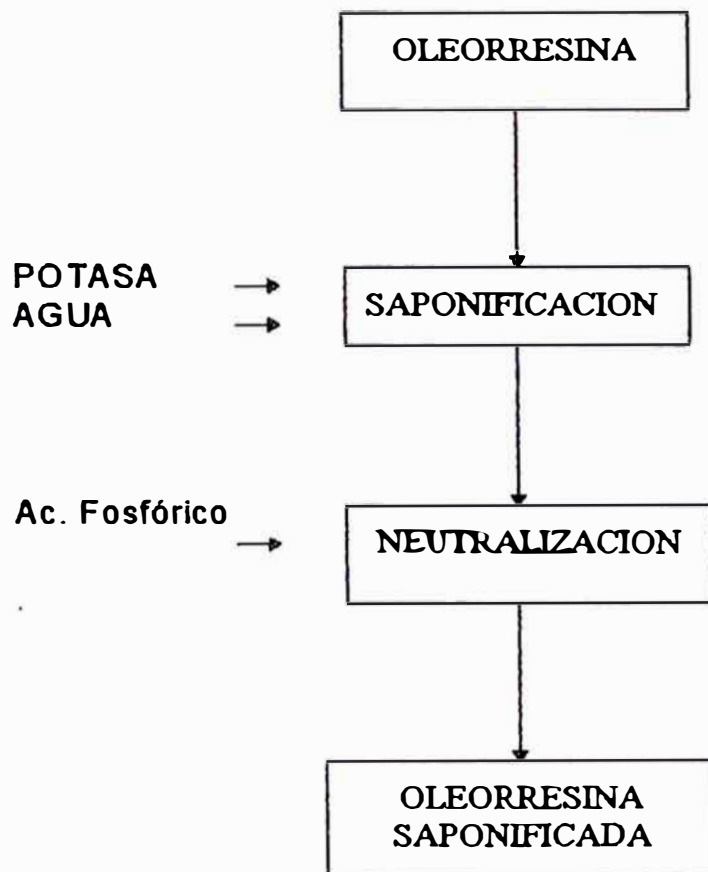 OLEORRESINA
POTASA
AGUA
SAPONIFICACION
Ac. Fosfórico
NEUTRALIZACION
OLEORRESINA
SAPONIFICADA